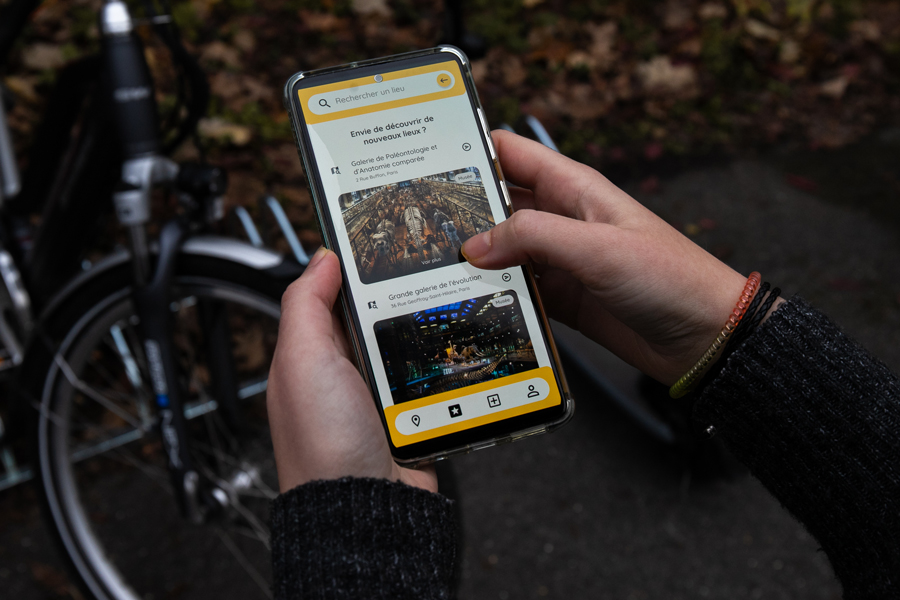 Rechercher un lieu
Envie de découvrir de
nouveaux lieux ?
Galerie de Paléontologie et
d'Anatomie comparée
2 Rue Buffon, Paris
Musée
Voir plus
Grande galerie de l'évolution
36 Rue Geoffroy-Saint-Hilaire, Paris
Musée